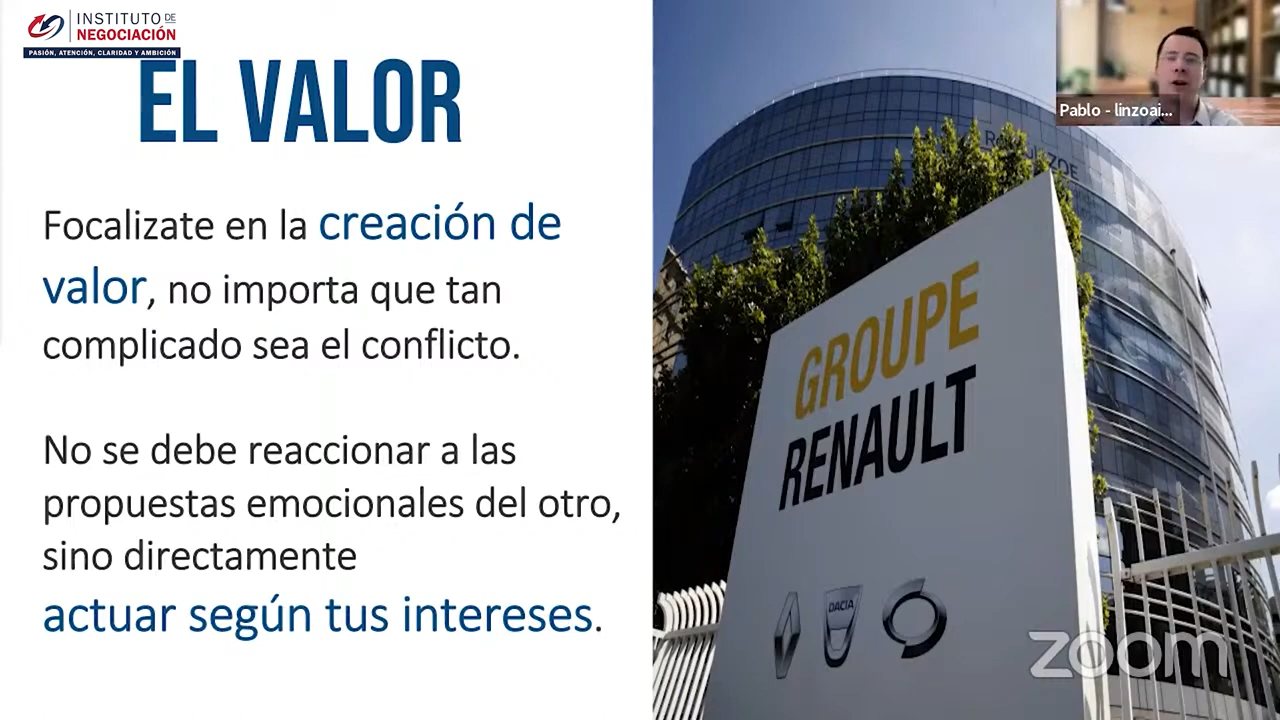 INSTITUTO DE
NEGOCIACIÓN
PASIÓN, ATENCIÓN, CLARIDAD Y AMBICIÓN
EL VALOR
Focalizate en la creación de
valor, no importa que tan
complicado sea el conflicto.
No se debe reaccionar a las
propuestas emocionales del otro,
sino directamente
actuar según tus intereses.
Pablo - linzoai...
ZOE
GROUPE
RENAULT
DACIA
zoom